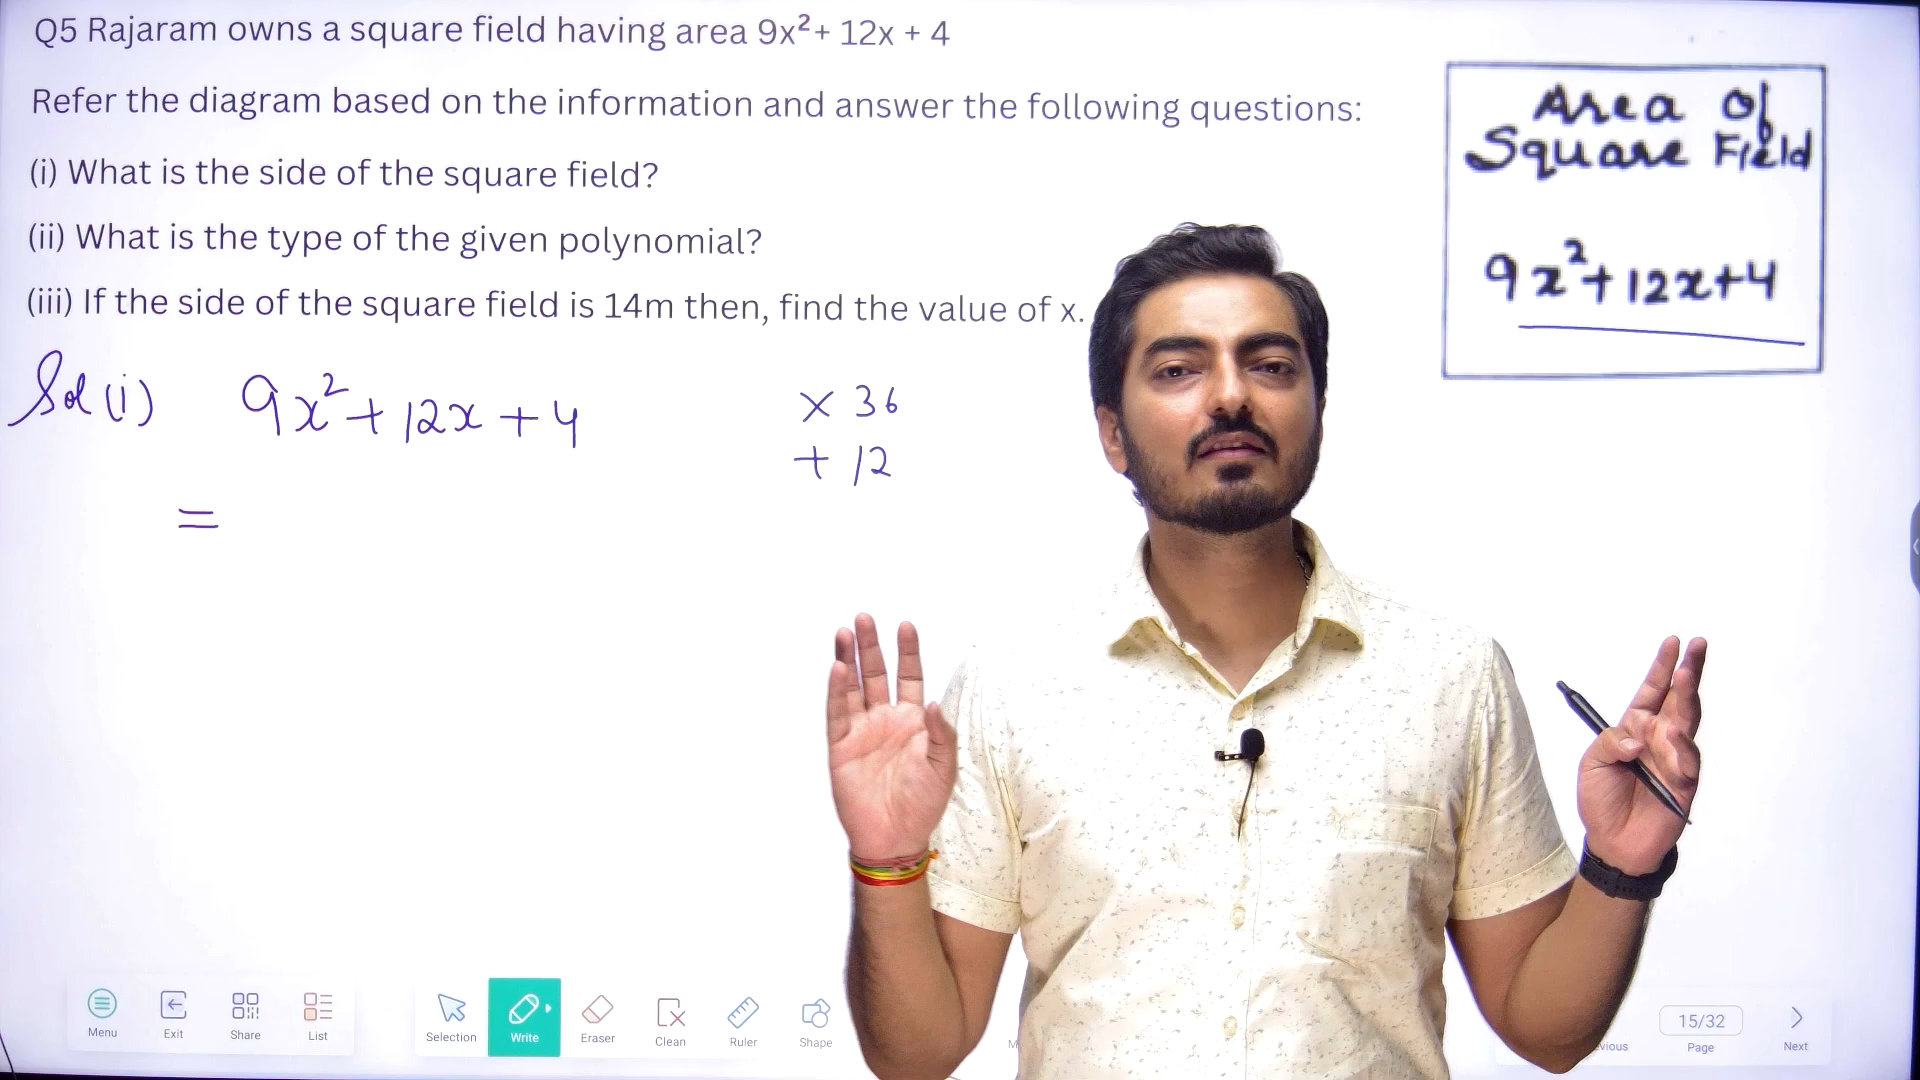 Q5 Rajaram owns a square field having area 9x²+ 12x + 4
Refer the diagram based on the information and answer the following questions:
(i) What is the side of the square field?
(ii) What is the type of the given polynomial?
(iii) If the side of the square field is 14m then, find the value of x.
Area of
Square Field
9x²+12x+4
Sol (i) 9x²+12x+4
× 36
+ 12
=
Menu
Exit
Share
List
Selection
Write
Eraser
Clean
Ruler
Shape
15/32
Page
Next